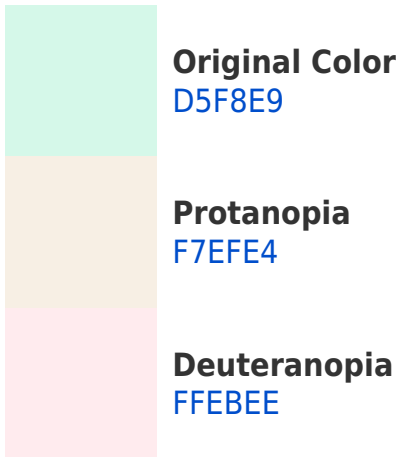 Original Color
D5F8E9
Protanopia
F7EFE4
Deuteranopia
FFEBEE